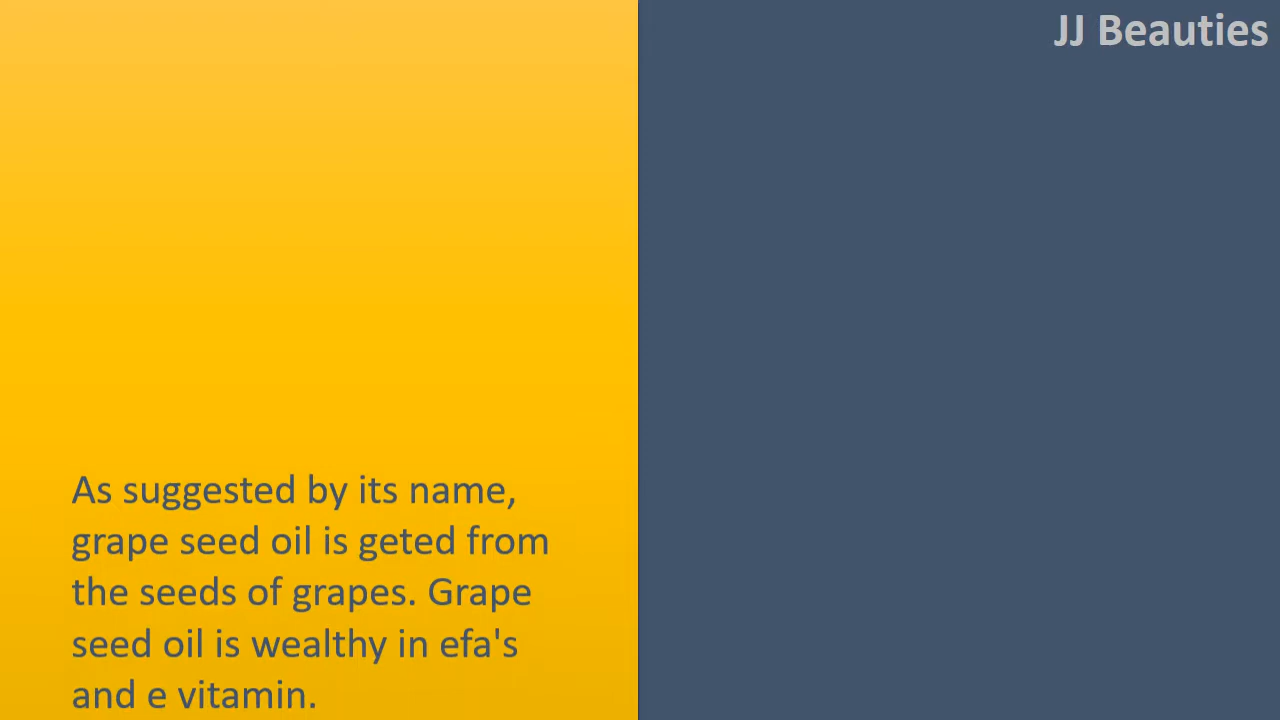 JJ Beauties
As suggested by its name,
grape seed oil is geted from
the seeds of grapes. Grape
seed oil is wealthy in efa's
and e vitamin.